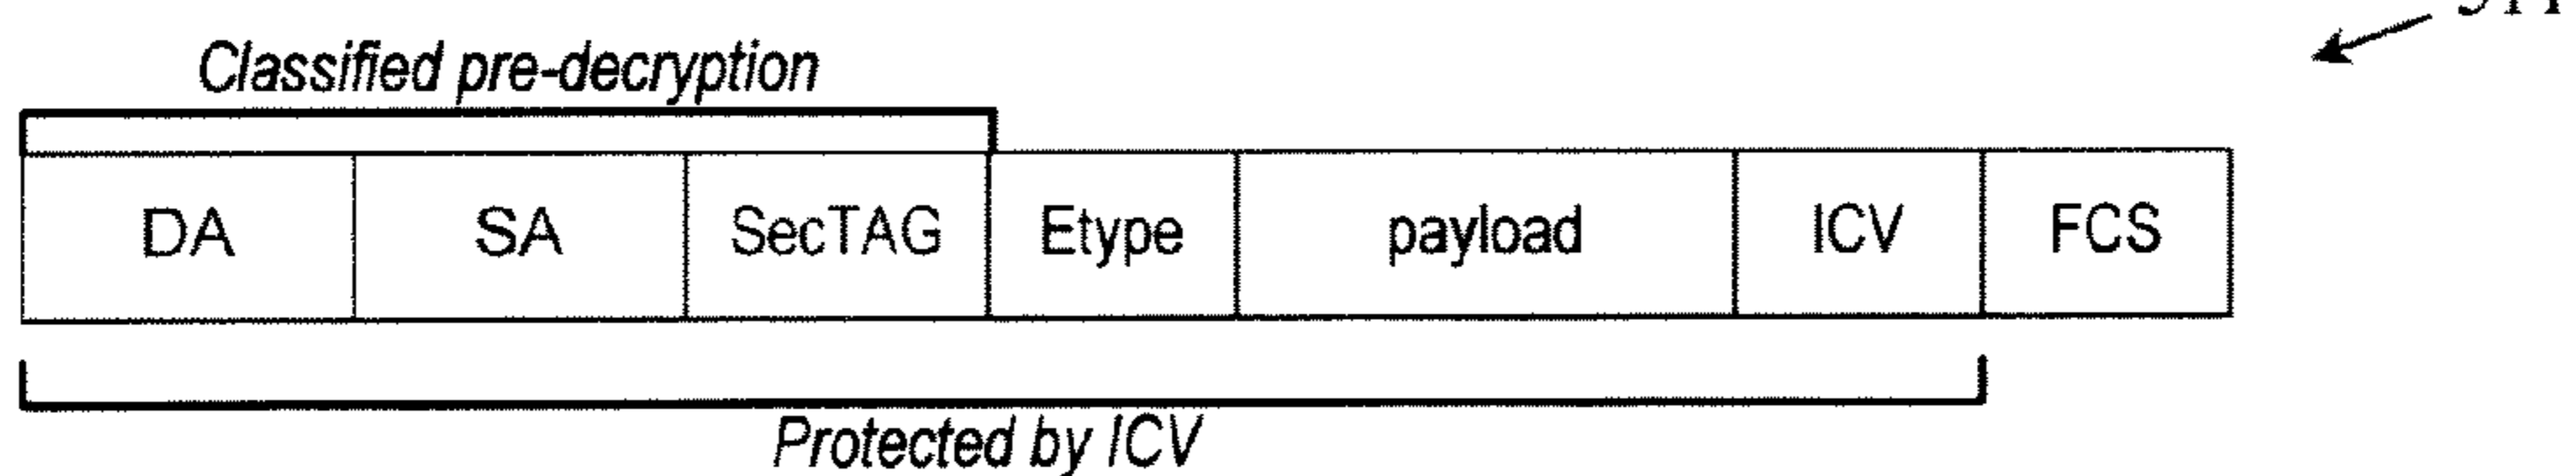 Classified pre-decryption
DA SA SecTAG Etype payload ICV FCS
Protected by ICV